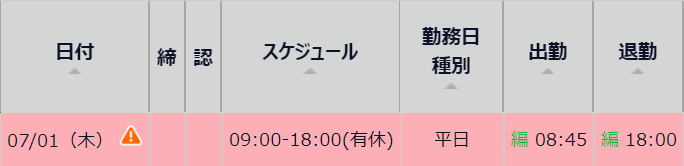 日付 締 認 スケジュール 勤務日
種別 出勤 退勤
07/01（木） 09:00-18:00(有休) 平日 編 08:45 編 18:00